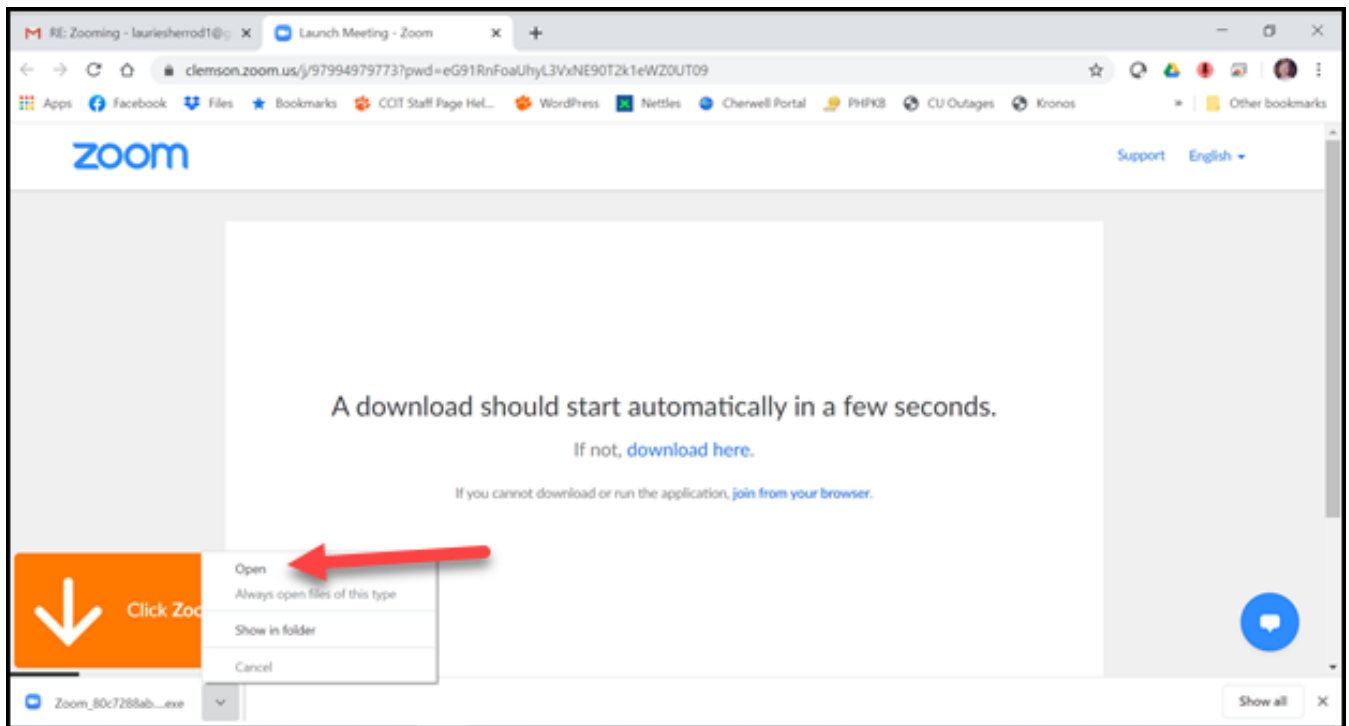 RE: Zooming - lauriesherrod1@g
Launch Meeting - Zoom
clemson.zoom.us/j/97994979773?pwd=eG91RnFoaUhyL3VxNE90T2k1eWZ0UT09
Apps Facebook Files Bookmarks CCIT Staff Page Hel... WordPress Nettles Cherwell Portal PHPKB CU Outages Kronos » Other bookmarks
zoom
Support English
A download should start automatically in a few seconds.
If not, download here.
If you cannot download or run the application, join from your browser.
Click Zoo
Open
Always open files of this type
Show in folder
Cancel
Zoom_80c7288ab....exe
Show all